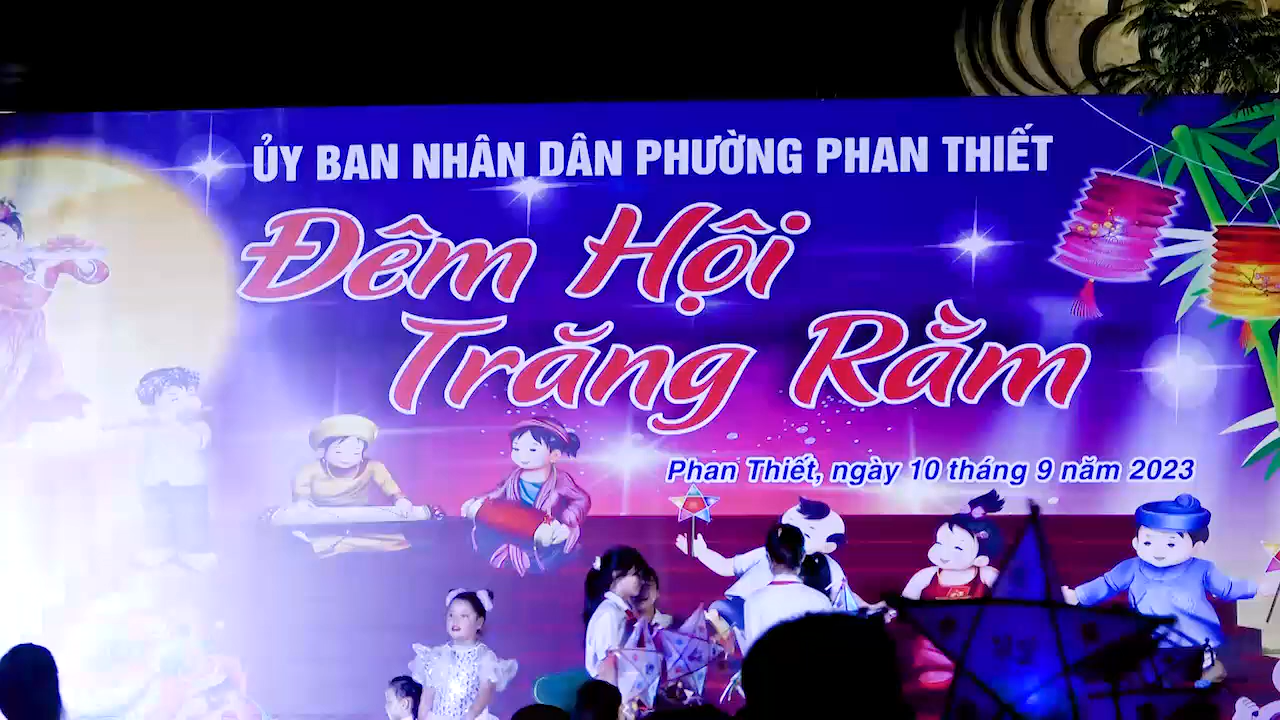 ỦY BAN NHÂN DÂN PHƯỜNG PHAN THIẾT
Đêm Hội
Trăng Rằm
Phan Thiết, ngày 10 tháng 9 năm 2023